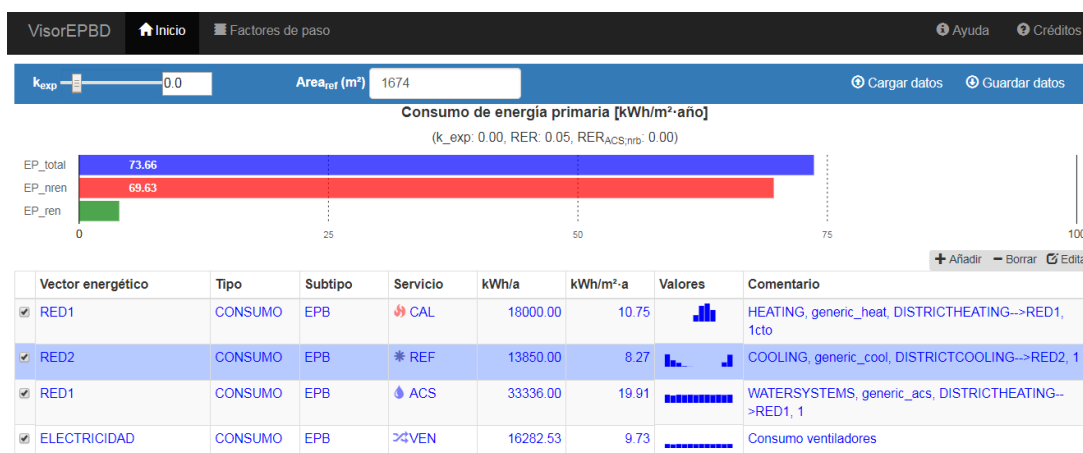 VisorEPBD Inicio Factores de paso Ayuda Créditos
kexp 0.0 Arearef (m²) 1674 Cargar datos Guardar datos
Consumo de energía primaria [kWh/m²·año]
(k_exp: 0.00, RER: 0.05, RERACS;nrb: 0.00)
EP_total 73.66
EP_nren 69.63
EP_ren
0 25 50 75 100
Añadir Borrar Edita
Vector energético Tipo Subtipo Servicio kWh/a kWh/m²·a Valores Comentario
RED1 CONSUMO EPB CAL 18000.00 10.75 HEATING, generic_heat, DISTRICTHEATING-->RED1,
1cto
RED2 CONSUMO EPB REF 13850.00 8.27 COOLING, generic_cool, DISTRICTCOOLING-->RED2, 1
RED1 CONSUMO EPB ACS 33336.00 19.91 WATERSYSTEMS, generic_acs, DISTRICTHEATING--
>RED1, 1
ELECTRICIDAD CONSUMO EPB VEN 16282.53 9.73 Consumo ventiladores